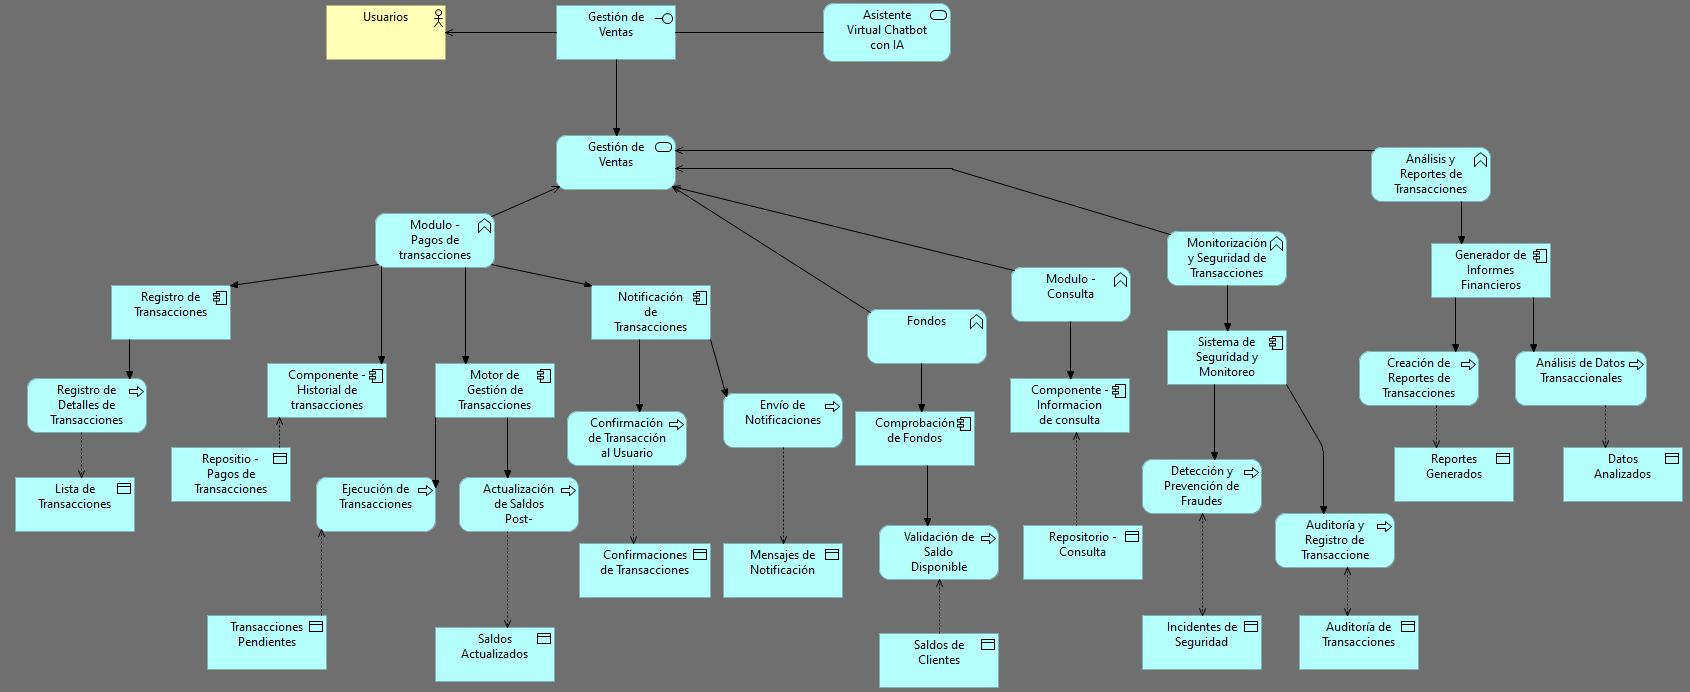 Usuarios
Gestión de
Ventas
Asistente
Virtual Chatbot
con IA
Gestión de
Ventas
Análisis y
Reportes de
Transacciones
Modulo -
Pagos de
transacciones
Monitorización
y Seguridad de
Transacciones
Generador de
Informes
Financieros
Modulo -
Consulta
Registro de
Transacciones
Notificación
de
Transacciones
Fondos
Sistema de
Seguridad y
Monitoreo
Creación de
Reportes de
Transacciones
Análisis de Datos
Transaccionales
Registro de
Detalles de
Transacciones
Componente -
Historial de
transacciones
Motor de
Gestión de
Transacciones
Componente -
Informacion
de consulta
Envío de
Notificaciones
Confirmación
de Transacción
al Usuario
Comprobación
de Fondos
Repositio -
Pagos de
Transacciones
Reportes
Generados
Datos
Analizados
Detección y
Prevención de
Fraudes
Lista de
Transacciones
Ejecución de
Transacciones
Actualización
de Saldos
Post-
Auditoría y
Registro de
Transaccione
Validación de
Saldo
Disponible
Repositorio -
Consulta
Confirmaciones
de Transacciones
Mensajes de
Notificación
Transacciones
Pendientes
Saldos
Actualizados
Saldos de
Clientes
Incidentes de
Seguridad
Auditoría de
Transacciones